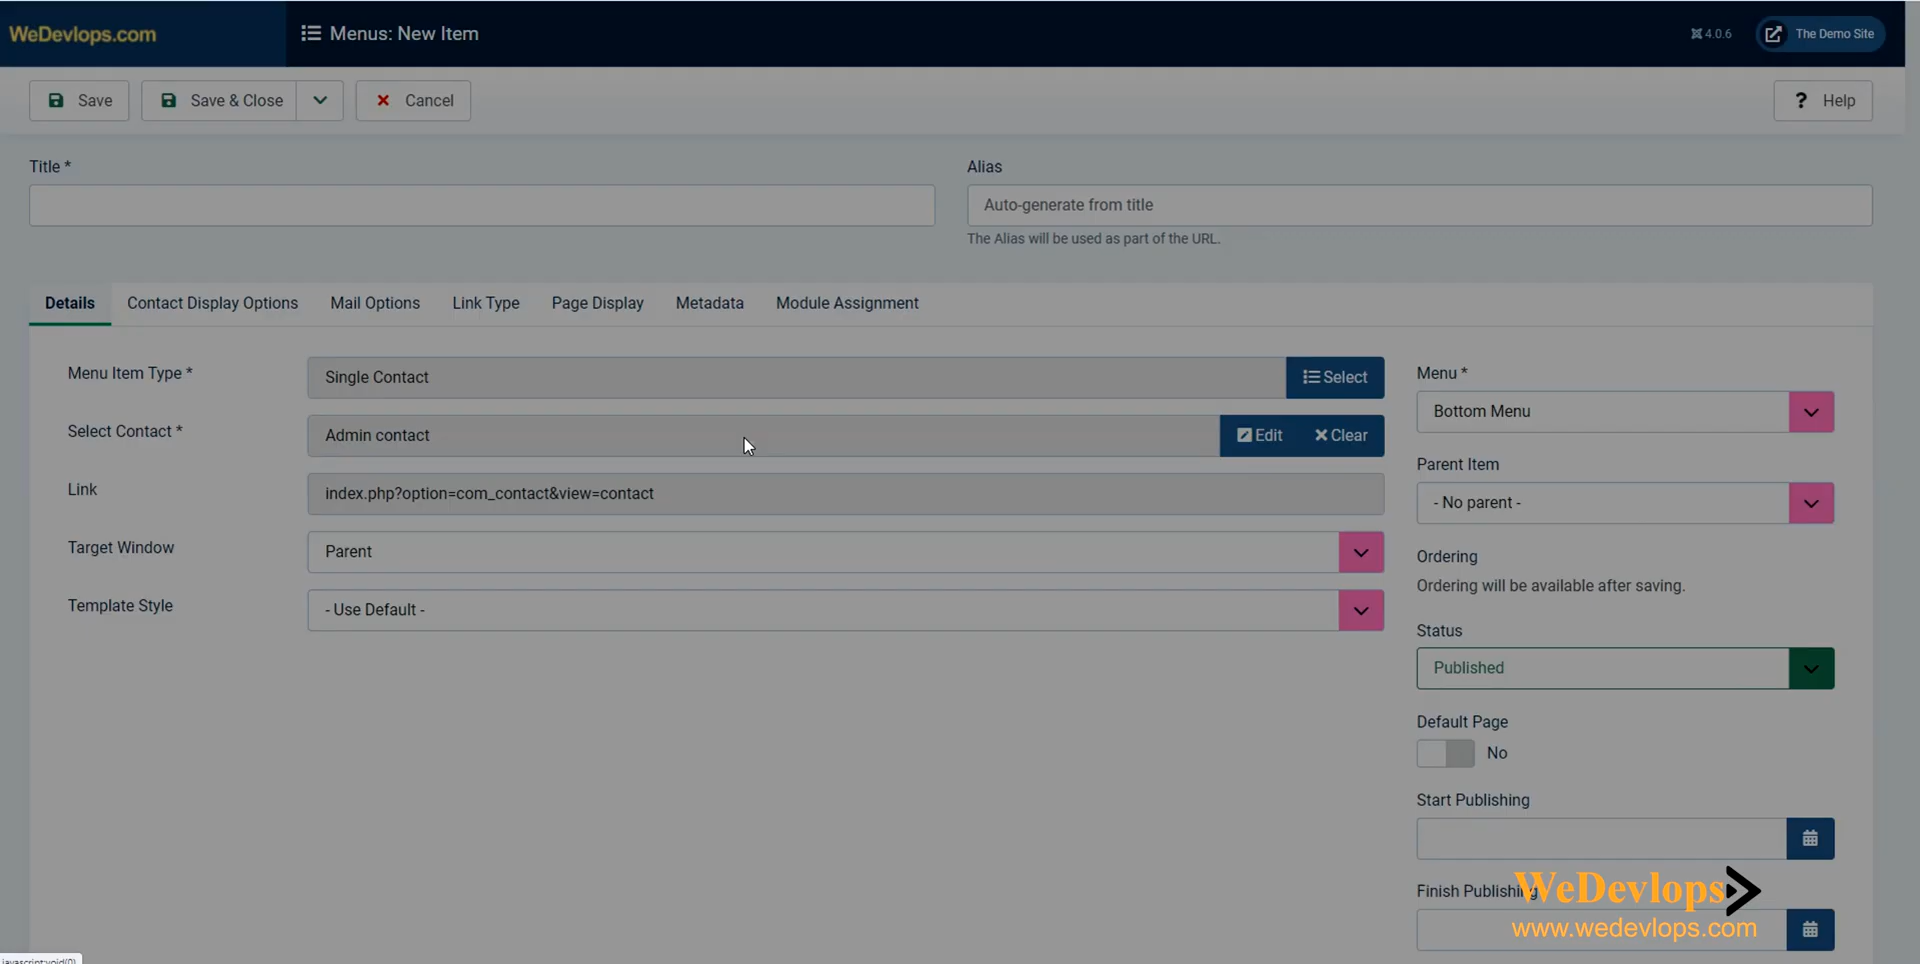 WeDevlops.com
Menus: New Item
4.0.6
The Demo Site
Save
Save & Close
Cancel
? Help
Title *
Alias
Auto-generate from title
The Alias will be used as part of the URL.
Details
Contact Display Options
Mail Options
Link Type
Page Display
Metadata
Module Assignment
Menu Item Type *
Single Contact
Select
Select Contact *
Admin contact
Edit
Clear
Link
index.php?option=com_contact&view=contact
Target Window
Parent
Template Style
- Use Default -
Menu *
Bottom Menu
Parent Item
- No parent -
Ordering
Ordering will be available after saving.
Status
Published
Default Page
No
Start Publishing
Finish Publishing
WeDevlops
www.wedevlops.com
javascript:void(0)